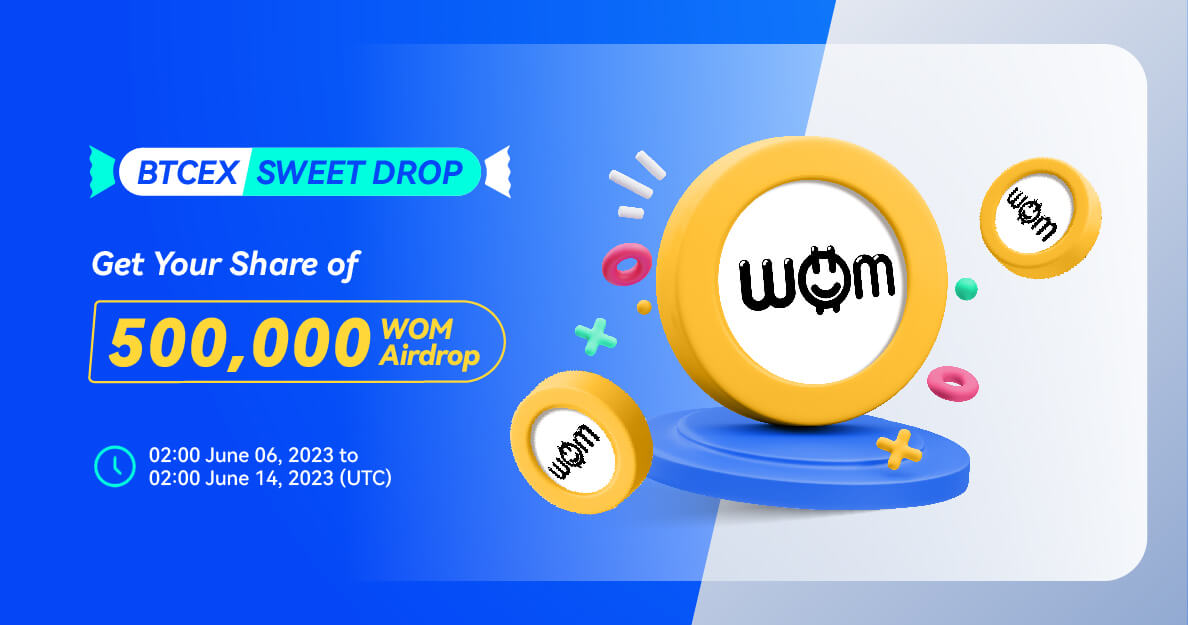 BTCEX SWEET DROP
Get Your Share of
500,000 WOM Airdrop
02:00 June 06, 2023 to
02:00 June 14, 2023 (UTC)
wom
wom
wom